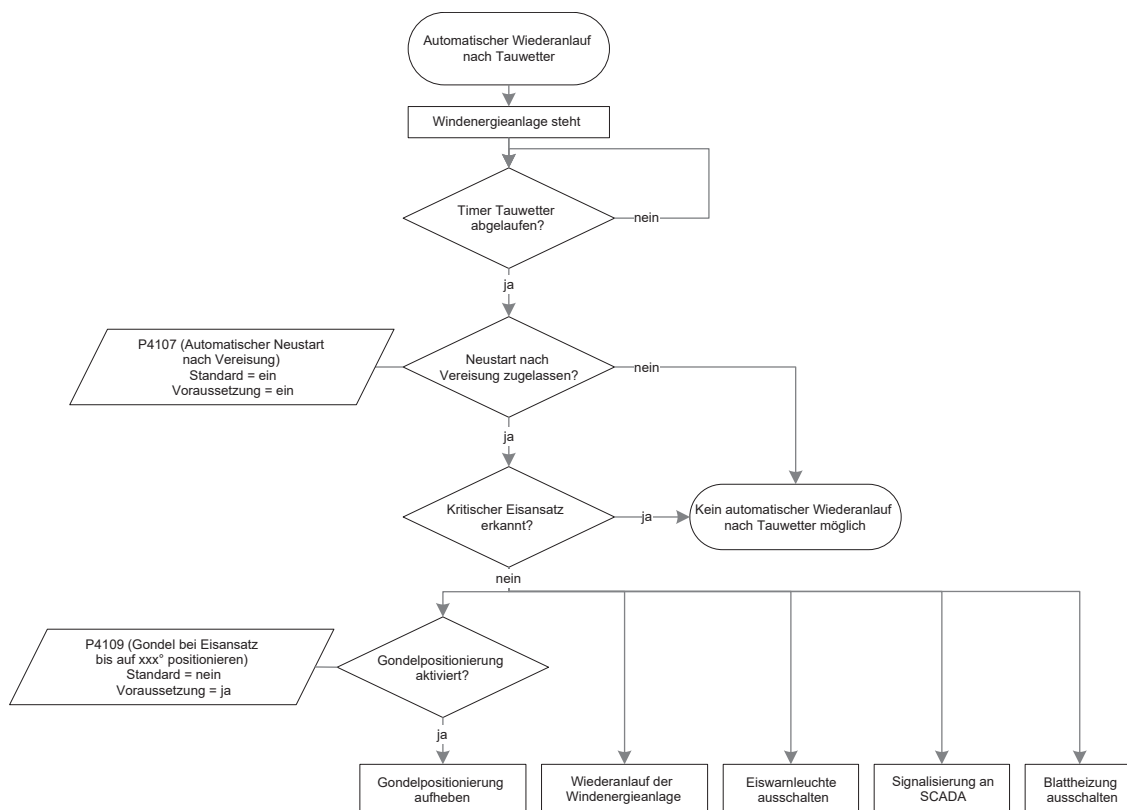 Automatischer Wiederanlauf
nach Tauwetter
Windenergieanlage steht
Timer Tauwetter
abgelaufen?
nein
ja
P4107 (Automatischer Neustart
nach Vereisung)
Standard = ein
Voraussetzung = ein
Neustart nach
Vereisung zugelassen?
nein
ja
Kritischer Eisansatz
erkannt?
ja
Kein automatischer Wiederanlauf
nach Tauwetter möglich
nein
P4109 (Gondel bei Eisansatz
bis auf xxx° positionieren)
Standard = nein
Voraussetzung = ja
Gondelpositionierung
aktiviert?
ja
Gondelpositionierung
aufheben
Wiederanlauf der
Windenergieanlage
Eiswarnleuchte
ausschalten
Signalisierung an
SCADA
Blattheizung
ausschalten